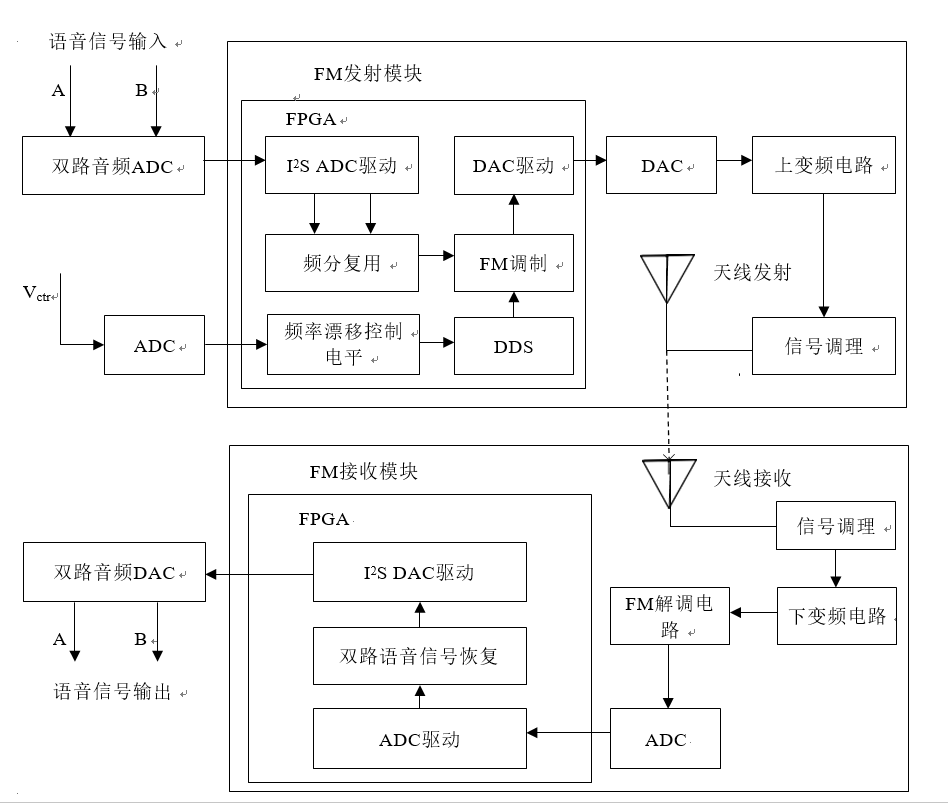 语音信号输入
A
B
FM发射模块
FPGA
双路音频ADC
I²S ADC驱动
DAC驱动
DAC
上变频电路
频分复用
FM调制
天线发射
Vctr
ADC
频率漂移控制
电平
DDS
信号调理
FM接收模块
天线接收
FPGA
信号调理
双路音频DAC
I²S DAC驱动
FM解调电
路
下变频电路
A
B
双路语音信号恢复
语音信号输出
ADC驱动
ADC